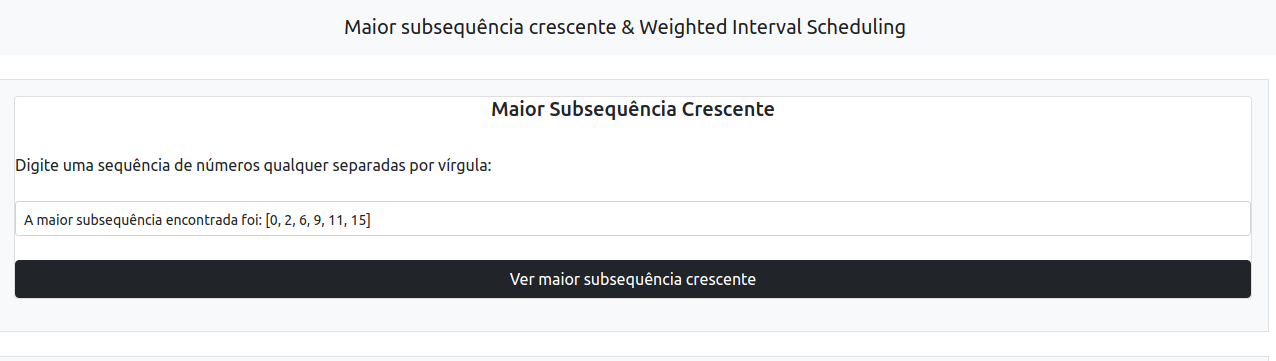 Maior subsequência crescente & Weighted Interval Scheduling
Maior Subsequência Crescente
Digite uma sequência de números qualquer separadas por vírgula:
A maior subsequência encontrada foi: [0, 2, 6, 9, 11, 15]
Ver maior subsequência crescente